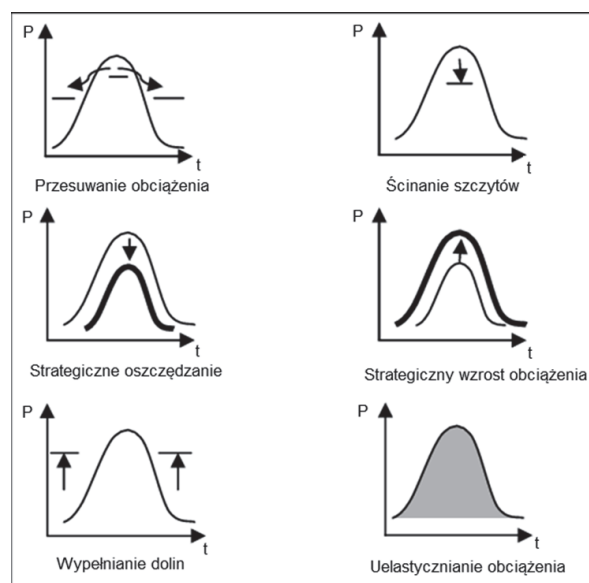 P
P
t
t
Przesuwanie obciążenia
Ścinanie szczytów
P
P
t
t
Strategiczne oszczędzanie
Strategiczny wzrost obciążenia
P
P
t
t
Wypełnianie dolin
Uelastycznianie obciążenia